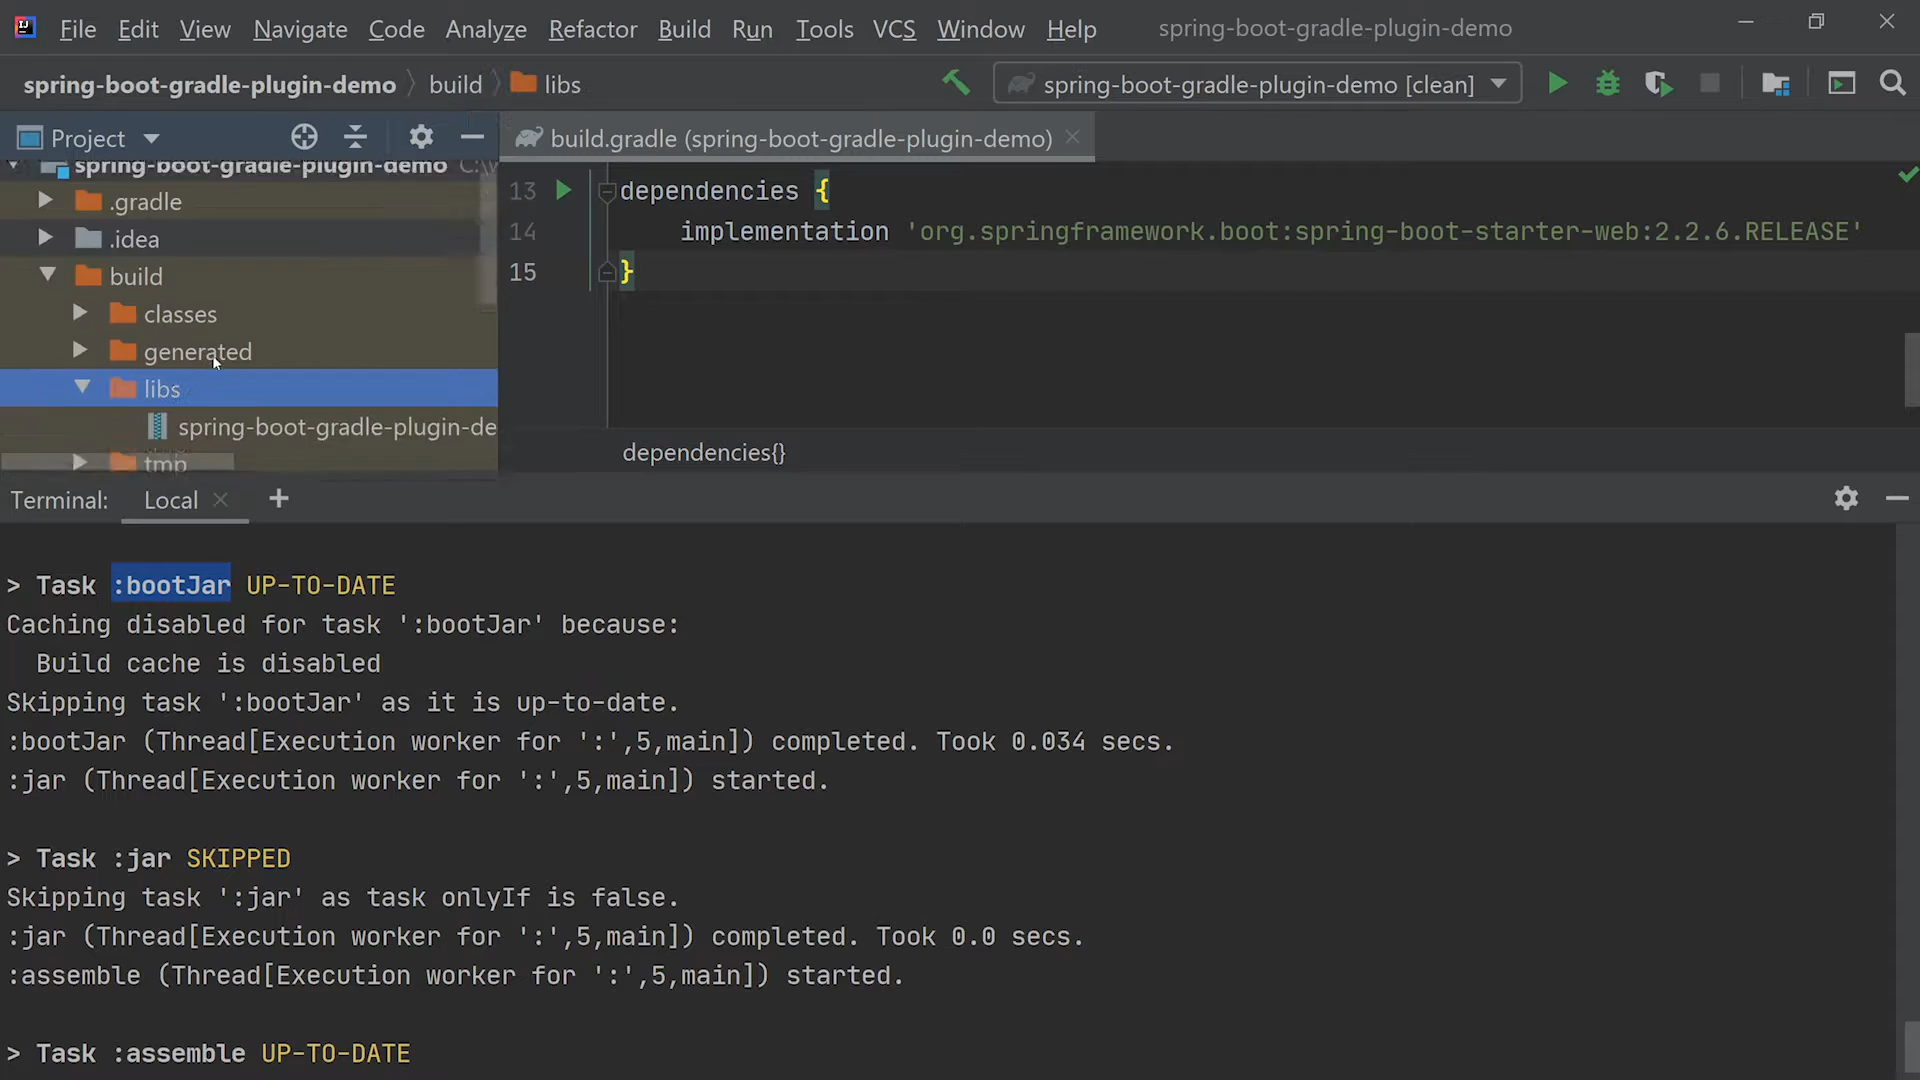 File Edit View Navigate Code Analyze Refactor Build Run Tools VCS Window Help spring-boot-gradle-plugin-demo
spring-boot-gradle-plugin-demo build libs spring-boot-gradle-plugin-demo [clean]
Project
build.gradle (spring-boot-gradle-plugin-demo)
spring-boot-gradle-plugin-demo C:\
.gradle
.idea
build
classes
generated
libs
spring-boot-gradle-plugin-de
tmp
13 dependencies {
14 implementation 'org.springframework.boot:spring-boot-starter-web:2.2.6.RELEASE'
15 }
dependencies{}
Terminal: Local +
> Task :bootJar UP-TO-DATE
Caching disabled for task ':bootJar' because:
Build cache is disabled
Skipping task ':bootJar' as it is up-to-date.
:bootJar (Thread[Execution worker for ':',5,main]) completed. Took 0.034 secs.
:jar (Thread[Execution worker for ':',5,main]) started.
> Task :jar SKIPPED
Skipping task ':jar' as task onlyIf is false.
:jar (Thread[Execution worker for ':',5,main]) completed. Took 0.0 secs.
:assemble (Thread[Execution worker for ':',5,main]) started.
> Task :assemble UP-TO-DATE